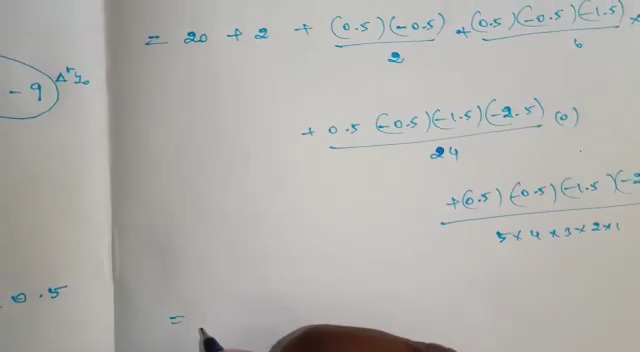 = 20 + 2 + (0.5)(-0.5)/2 + (0.5)(-0.5)(-1.5)/6 ×
- 9
+ 0.5 (-0.5)(-1.5)(-2.5)/24 (0)
+(0.5)(-0.5)(-1.5)(-2/5×4×3×2×1
0.5
=